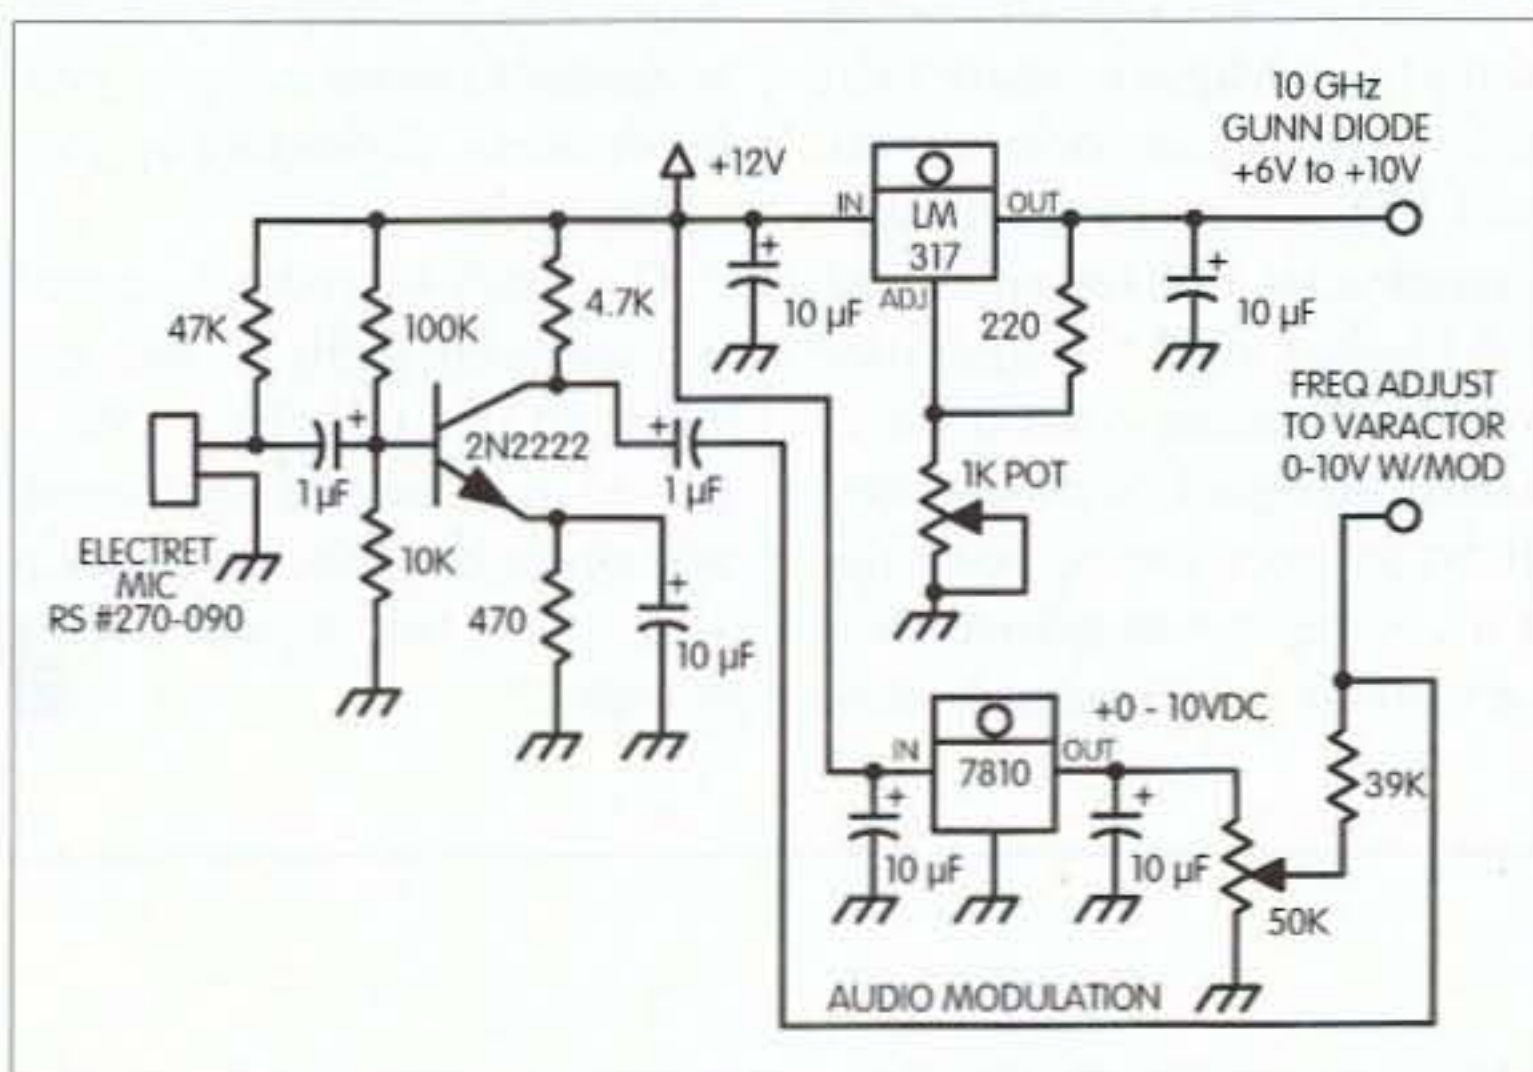 10 GHz
GUNN DIODE
+6V to +10V
+12V
IN
LM
317
OUT
ADJ
47K
100K
4.7K
+
10 µF
220
+
10 µF
FREQ ADJUST
TO VARACTOR
0-10V W/MOD
+
1 µF
2N2222
+
1 µF
1K POT
ELECTRET
MIC
RS #270-090
10K
470
+
10 µF
+0 - 10VDC
IN
7810
OUT
+
10 µF
+
10 µF
39K
50K
AUDIO MODULATION